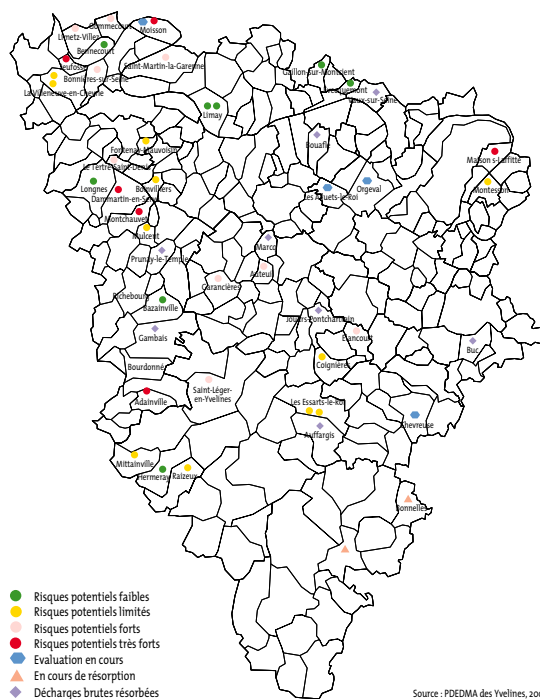 Gommecourt
Moisson
Limetz-Villez
Bennecourt
Jeufosse
Saint-Martin-la-Garenne
Bonnières-sur-Seine
La Villeneuve-en-Chevrie
Gaillon-sur-Montcient
Evecquemont
Vaux-sur-Seine
Limay
Bouafle
Fontenay-Mauvoisin
Le Tertre-Saint-Denis
Maisons-Laffitte
Longnes
Boinvilliers
Dammartin-en-Serve
Les Alluets-le-Roi
Orgeval
Montesson
Montchauvet
Mulcent
Prunay-le-Temple
Marcq
Auteuil
Garancières
Richebourg
Bazainville
Jouars-Pontchartrain
Gambais
Elancourt
Buc
Bourdonné
Coignières
Saint-Léger-
en-Yvelines
Adainville
Les Essarts-le-Roi
Auffargis
Chevreuse
Mittainville
Hermeray
Raizeux
Bonnelles
Risques potentiels faibles
Risques potentiels limités
Risques potentiels forts
Risques potentiels très forts
Evaluation en cours
En cours de résorption
Décharges brutes résorbées
Source : PDEDMA des Yvelines,